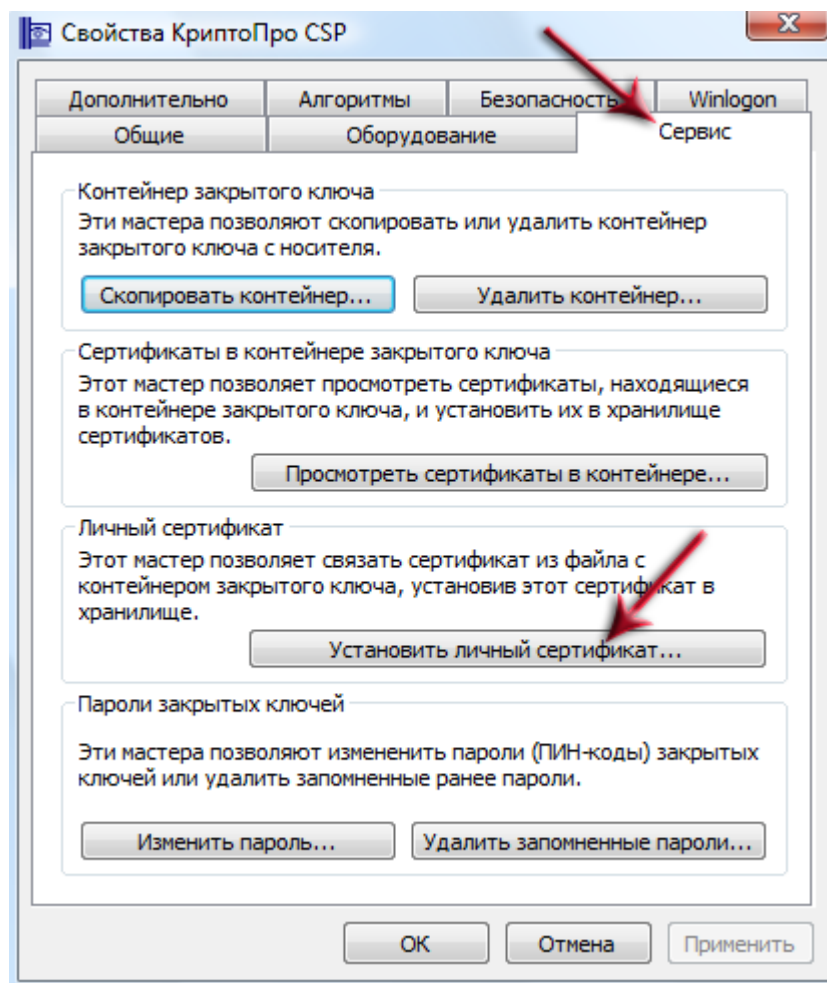 Свойства КриптоПро CSP
Дополнительно Алгоритмы Безопасность Winlogon
Общие Оборудование Сервис
Контейнер закрытого ключа
Эти мастера позволяют скопировать или удалить контейнер
закрытого ключа с носителя.
Скопировать контейнер... Удалить контейнер...
Сертификаты в контейнере закрытого ключа
Этот мастер позволяет просмотреть сертификаты, находящиеся
в контейнере закрытого ключа, и установить их в хранилище
сертификатов.
Просмотреть сертификаты в контейнере...
Личный сертификат
Этот мастер позволяет связать сертификат из файла с
контейнером закрытого ключа, установив этот сертификат в
хранилище.
Установить личный сертификат...
Пароли закрытых ключей
Эти мастера позволяют измененить пароли (ПИН-коды) закрытых
ключей или удалить запомненные ранее пароли.
Изменить пароль... Удалить запомненные пароли...
ОК Отмена Применить